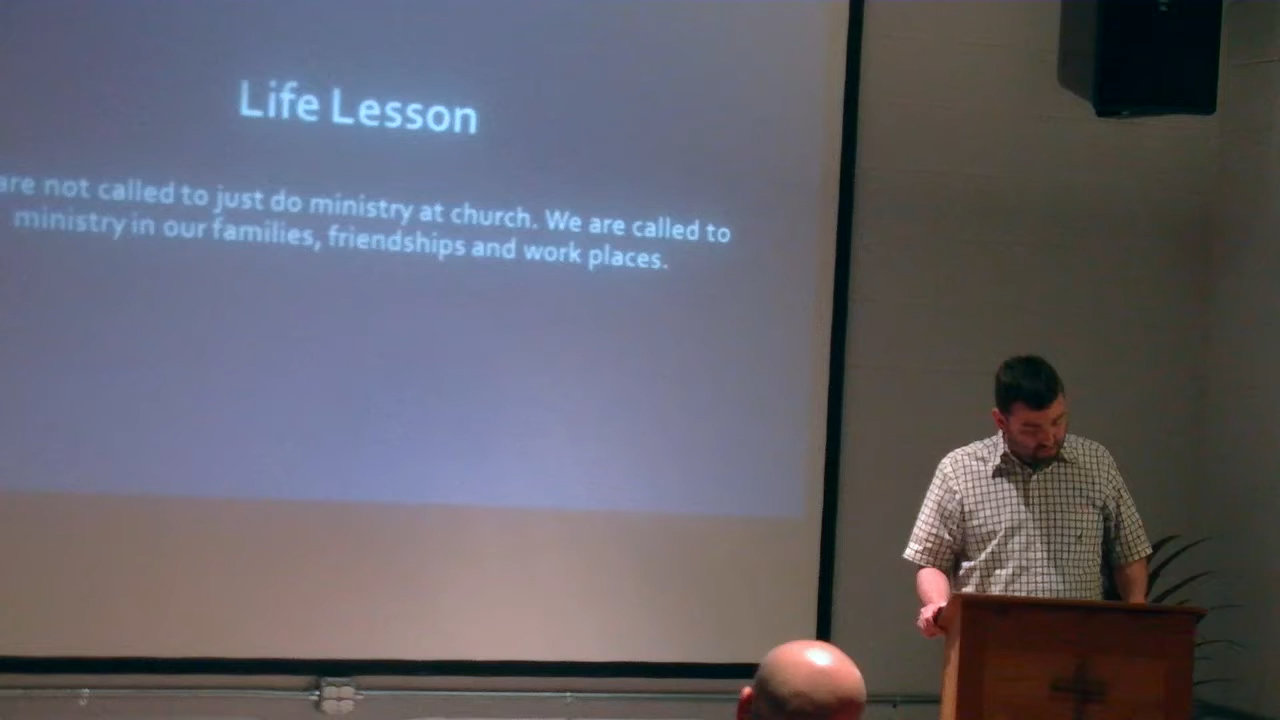 Life Lesson
are not called to just do ministry at church. We are called to
ministry in our families, friendships and work places.